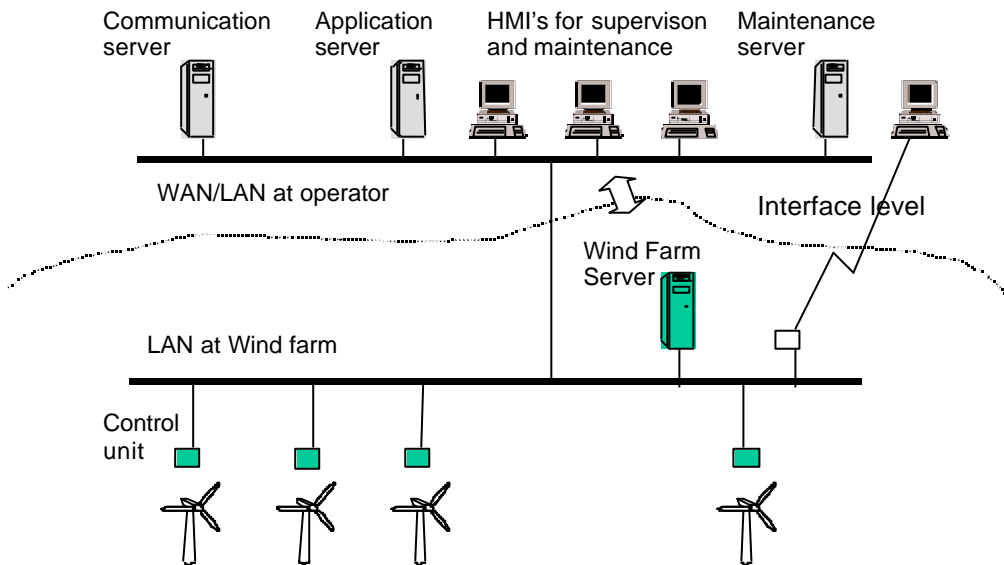 Communication
server
Application
server
HMI's for supervison
and maintenance
Maintenance
server
WAN/LAN at operator
Interface level
Wind Farm
Server
LAN at Wind farm
Control
unit